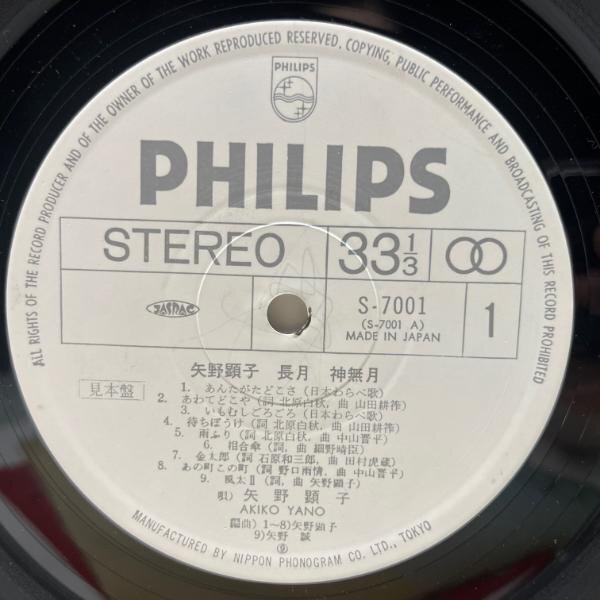 ALL RIGHTS OF THE RECORD PRODUCER AND OF THE OWNER OF THE WORK REPRODUCED RESERVED. COPYING, PUBLIC PERFORMANCE AND BROADCASTING OF THIS RECORD PROHIBITED
PHILIPS
PHILIPS
STEREO 33 1/3
JASRAC S-7001 1
(S-7001 A)
MADE IN JAPAN
矢野顕子 長月 神無月
見本盤
1. あんたがたどこさ (日本わらべ歌)
2. あわてどこや (詞 北原白秋, 曲 山田耕筰)
3. いもむしごろごろ (日本わらべ歌)
4. 待ちぼうけ (詞 北原白秋, 曲 山田耕筰)
5. 雨ふり (詞 北原白秋, 曲 中山晋平)
6. 相合傘 (詞, 曲 細野晴臣)
7. 金太郎 (詞 石原和三郎, 曲 田村虎蔵)
8. あの町この町 (詞 野口雨情, 曲 中山晋平)
9. 風太II (詞, 曲 矢野顕子)
唄) 矢野顕子
AKIKO YANO
編曲) 1~8)矢野顕子
9)矢野 誠
Ⓟ
MANUFACTURED BY NIPPON PHONOGRAM CO. LTD., TOKYO